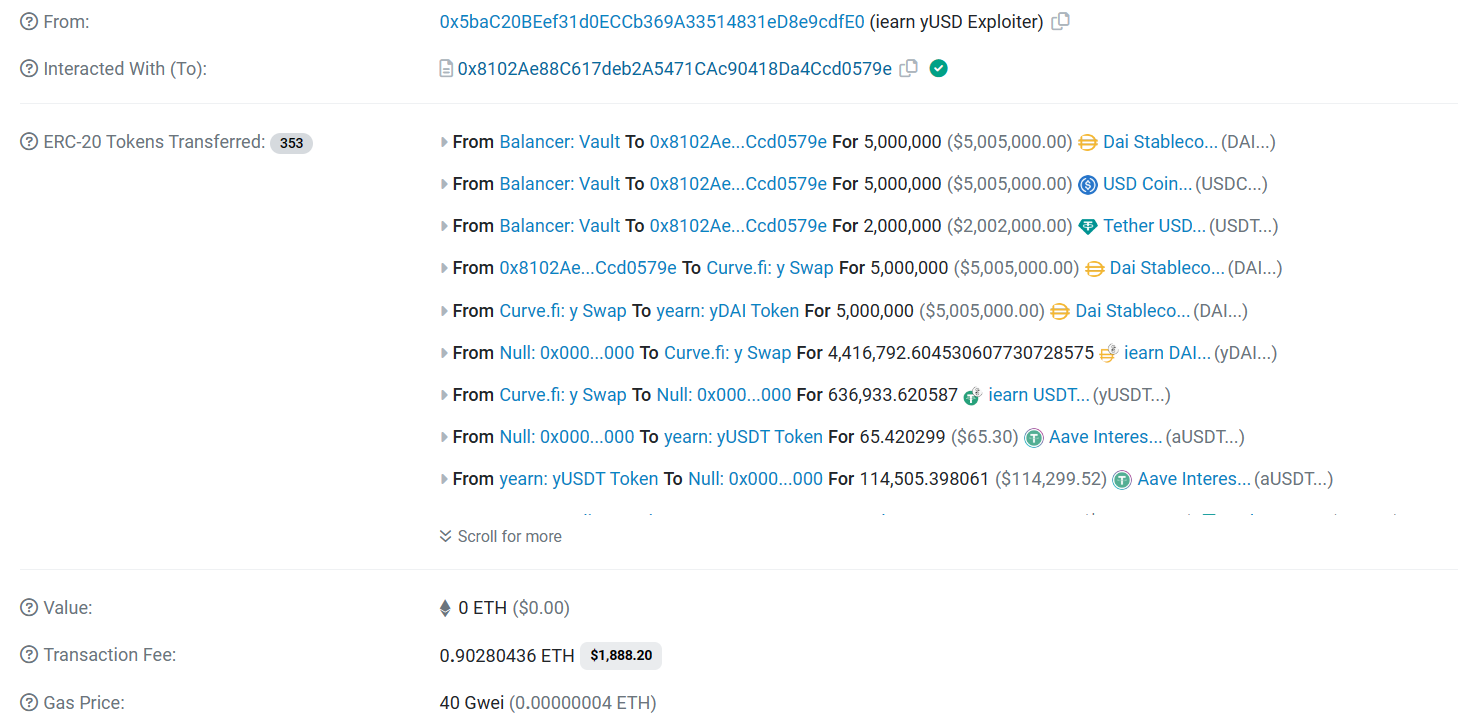 From: 0x5baC20BEef31d0ECCb369A33514831eD8e9cdfE0 (iearn yUSD Exploiter)
Interacted With (To): 0x8102Ae88C617deb2A5471CAc90418Da4Ccd0579e
ERC-20 Tokens Transferred: 353 From Balancer: Vault To 0x8102Ae...Ccd0579e For 5,000,000 ($5,005,000.00) Dai Stableco... (DAI...)
From Balancer: Vault To 0x8102Ae...Ccd0579e For 5,000,000 ($5,005,000.00) USD Coin... (USDC...)
From Balancer: Vault To 0x8102Ae...Ccd0579e For 2,000,000 ($2,002,000.00) Tether USD... (USDT...)
From 0x8102Ae...Ccd0579e To Curve.fi: y Swap For 5,000,000 ($5,005,000.00) Dai Stableco... (DAI...)
From Curve.fi: y Swap To yearn: yDAI Token For 5,000,000 ($5,005,000.00) Dai Stableco... (DAI...)
From Null: 0x000...000 To Curve.fi: y Swap For 4,416,792.604530607730728575 iearn DAI... (yDAI...)
From Curve.fi: y Swap To Null: 0x000...000 For 636,933.620587 iearn USDT... (yUSDT...)
From Null: 0x000...000 To yearn: yUSDT Token For 65.420299 ($65.30) Aave Interes... (aUSDT...)
From yearn: yUSDT Token To Null: 0x000...000 For 114,505.398061 ($114,299.52) Aave Interes... (aUSDT...)
Scroll for more
Value: 0 ETH ($0.00)
Transaction Fee: 0.90280436 ETH $1,888.20
Gas Price: 40 Gwei (0.00000004 ETH)